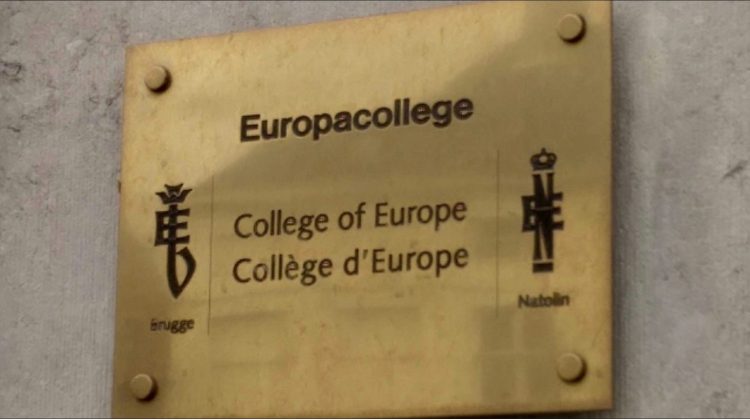 Europacollege
College of Europe
Collège d'Europe
Brugge
Natolin